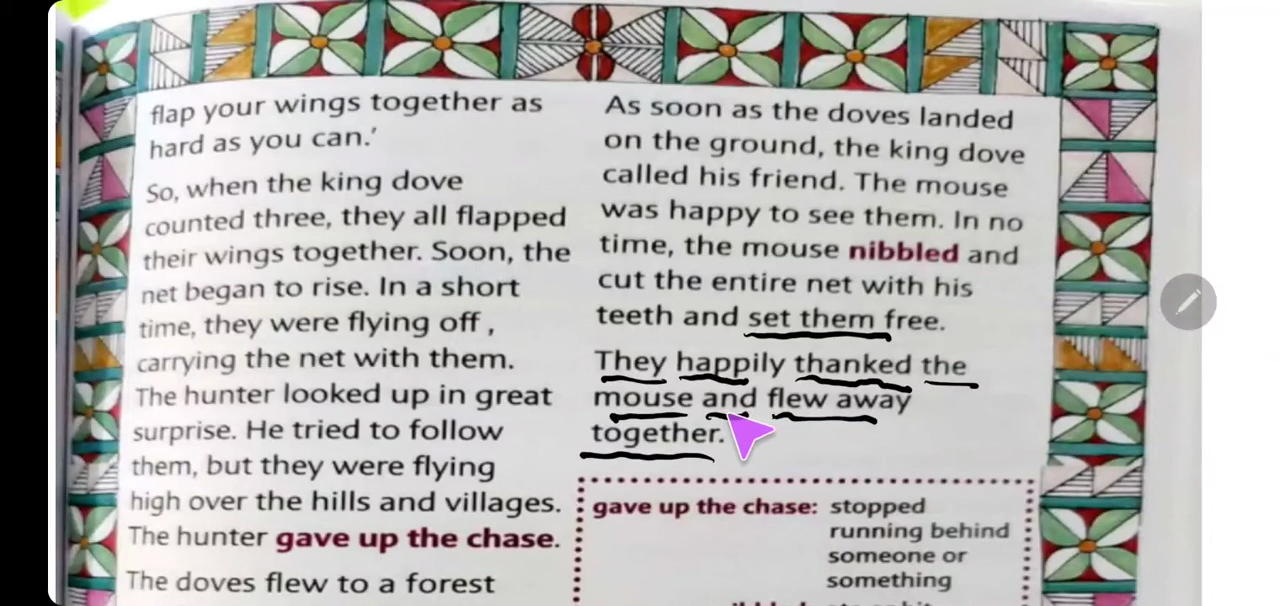 flap your wings together as
hard as you can.'
So, when the king dove
counted three, they all flapped
their wings together. Soon, the
net began to rise. In a short
time, they were flying off ,
carrying the net with them.
The hunter looked up in great
surprise. He tried to follow
them, but they were flying
high over the hills and villages.
The hunter gave up the chase.
The doves flew to a forest
As soon as the doves landed
on the ground, the king dove
called his friend. The mouse
was happy to see them. In no
time, the mouse nibbled and
cut the entire net with his
teeth and set them free.
They happily thanked the
mouse and flew away
together.
gave up the chase: stopped
running behind
someone or
something